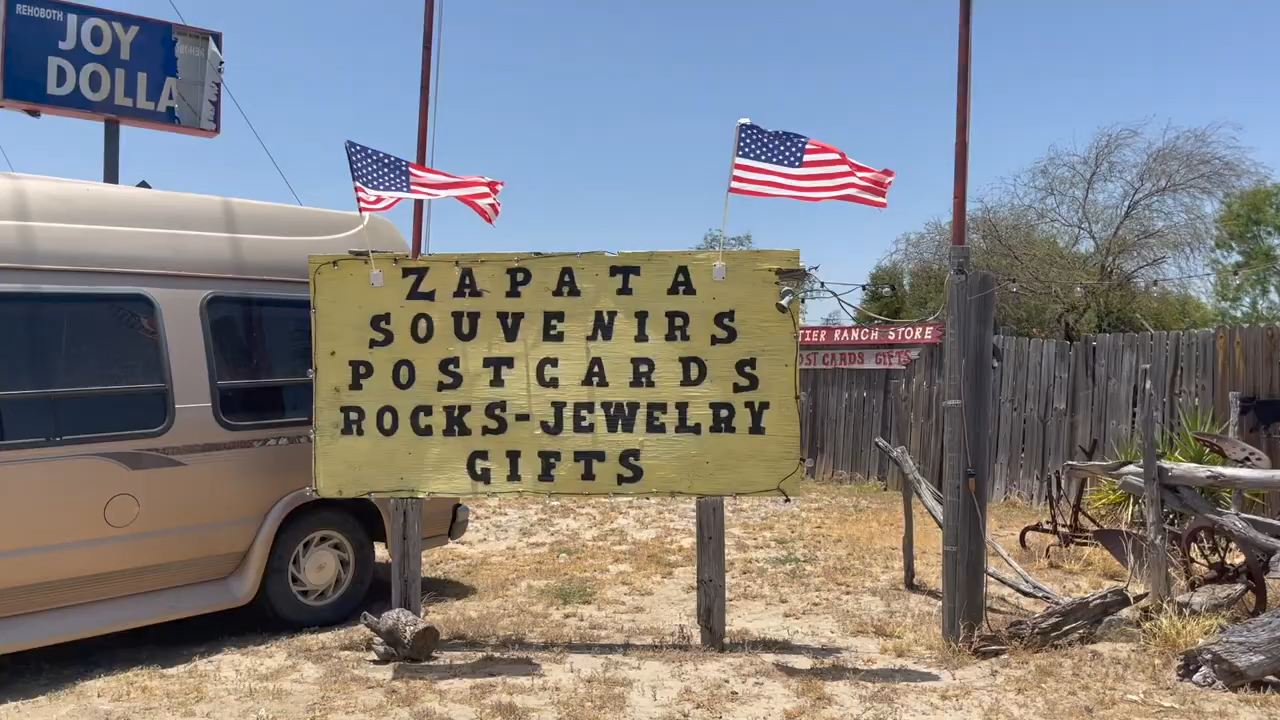 REHOBOTH
JOY
DOLLA
ZAPATA
SOUVENIRS
POSTCARDS
ROCKS-JEWELRY
GIFTS
TIER RANCH STORE
OST CARDS GIFTS